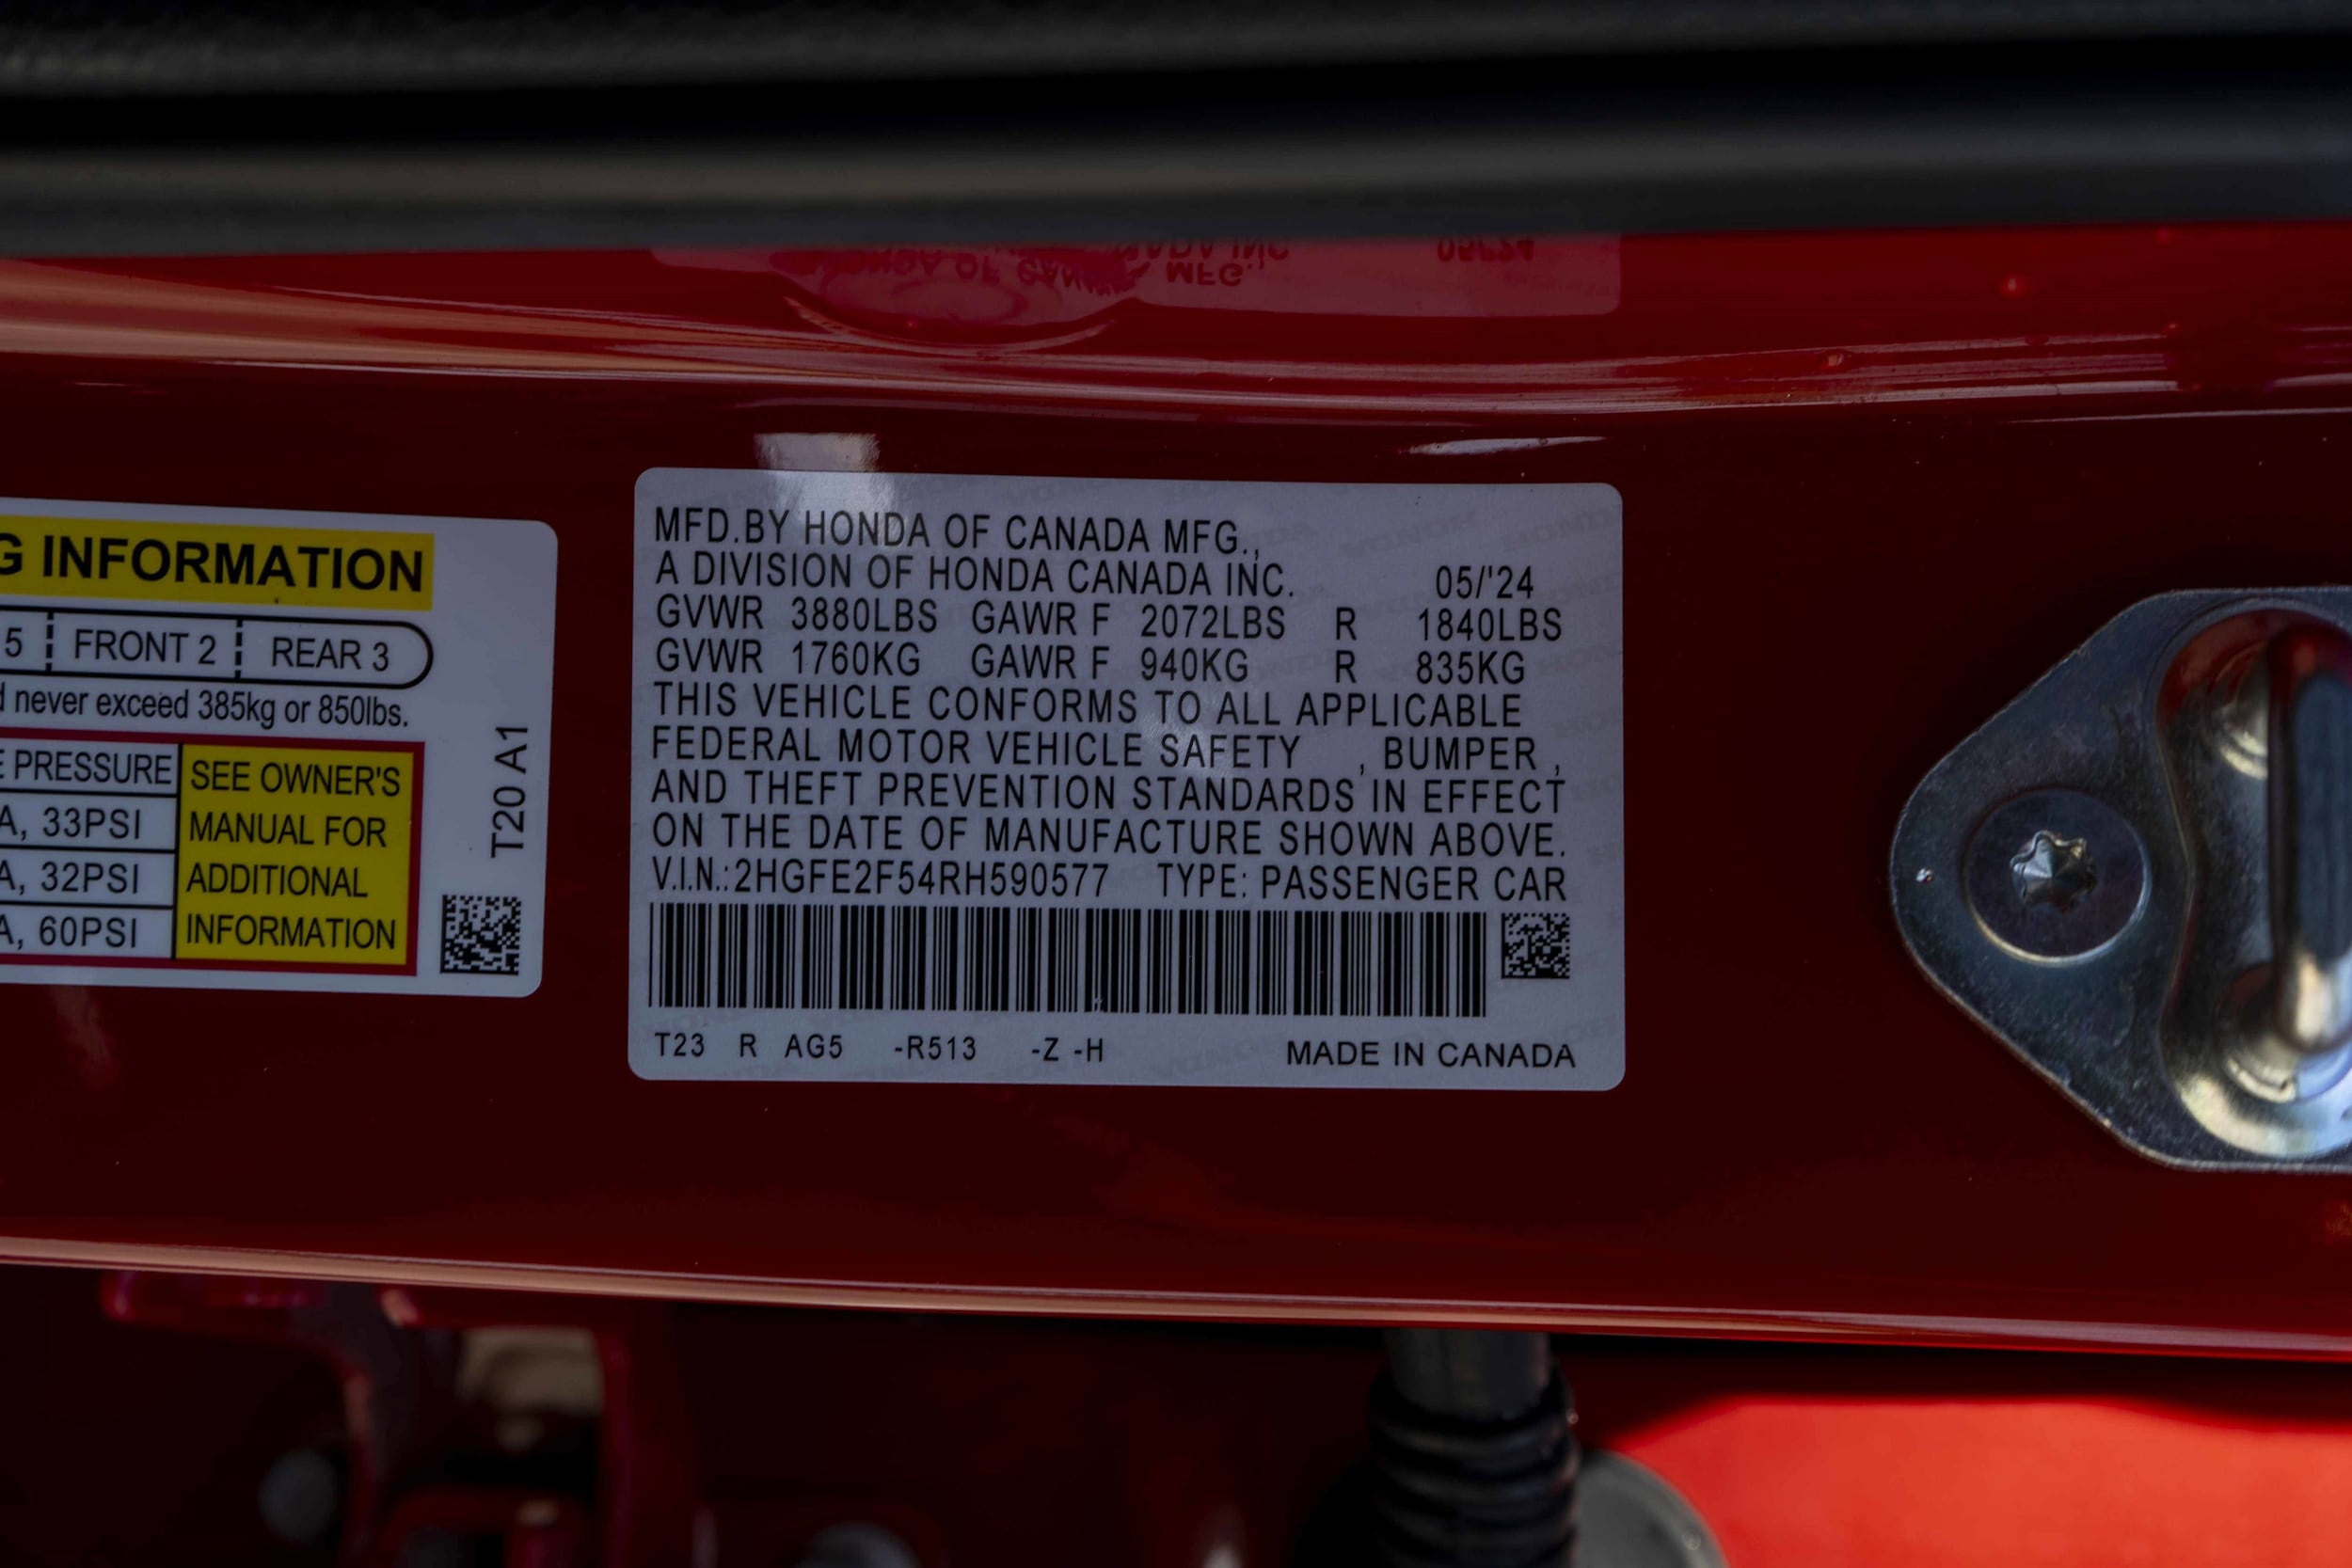 G INFORMATION
5 FRONT 2 REAR 3
d never exceed 385kg or 850lbs.
E PRESSURE SEE OWNER'S
A, 33PSI MANUAL FOR
A, 32PSI ADDITIONAL
A, 60PSI INFORMATION
T20 A1
MFD.BY HONDA OF CANADA MFG.,
A DIVISION OF HONDA CANADA INC. 05/'24
GVWR 3880LBS GAWR F 2072LBS R 1840LBS
GVWR 1760KG GAWR F 940KG R 835KG
THIS VEHICLE CONFORMS TO ALL APPLICABLE
FEDERAL MOTOR VEHICLE SAFETY , BUMPER ,
AND THEFT PREVENTION STANDARDS IN EFFECT
ON THE DATE OF MANUFACTURE SHOWN ABOVE.
V.I.N.:2HGFE2F54RH590577 TYPE: PASSENGER CAR
T23 R AG5 -R513 -Z -H MADE IN CANADA